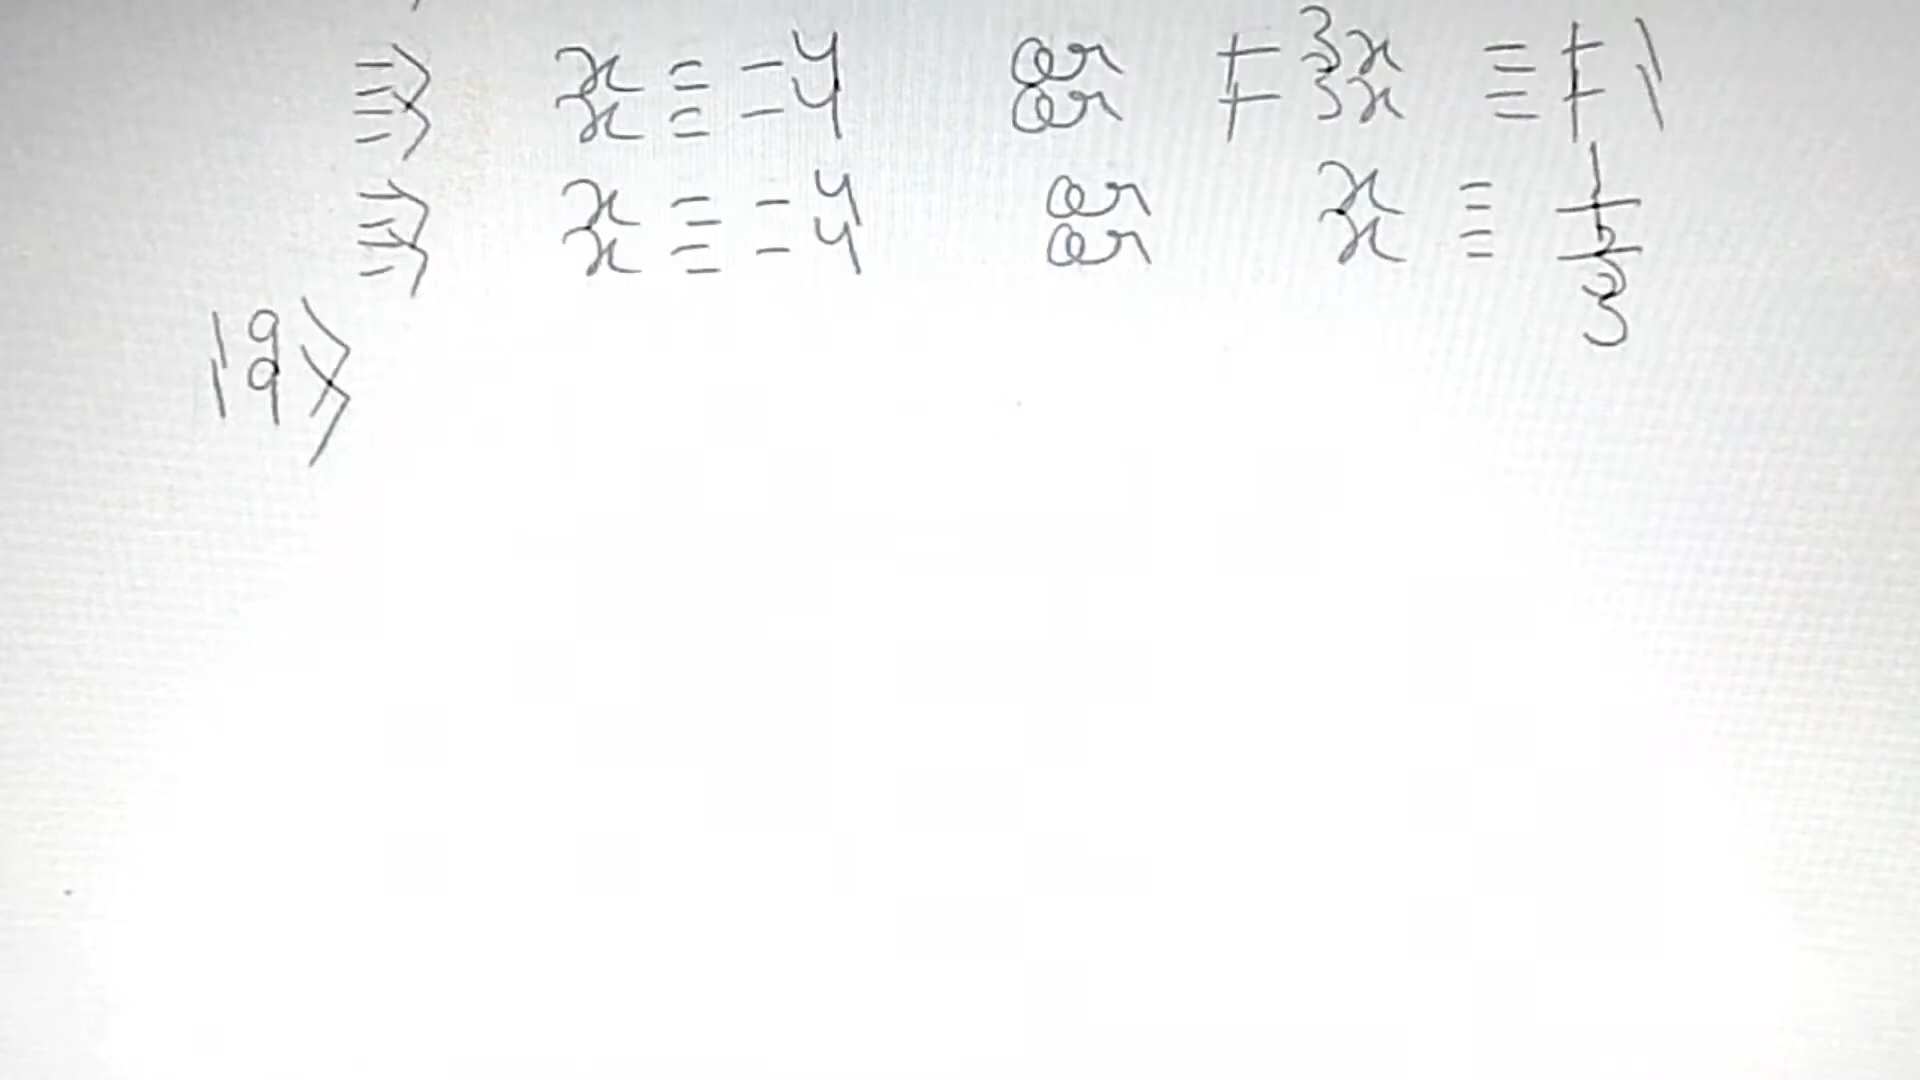 ⇒ x = -4 or +3x = +1
⇒ x = -4 or x = 1/3
19>